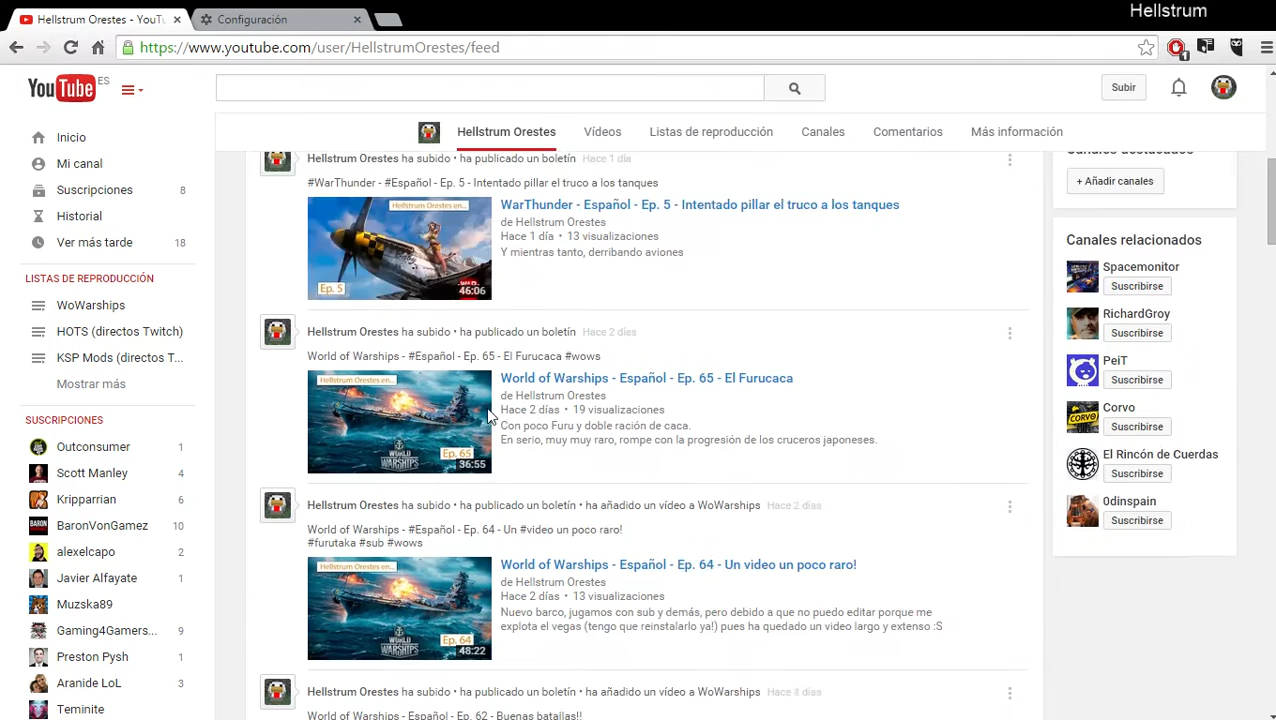 Hellstrum
Hellstrum Orestes - YouTu
Configuración
https://www.youtube.com/user/HellstrumOrestes/feed
1
YouTube ES
Subir
Inicio
Mi canal
Suscripciones 8
Historial
Ver más tarde 18
LISTAS DE REPRODUCCIÓN
WoWarships
HOTS (directos Twitch)
KSP Mods (directos T...
Mostrar más
SUSCRIPCIONES
Outconsumer 1
Scott Manley 4
Kripparrian 6
BaronVonGamez 10
alexelcapo 2
Javier Alfayate 1
Muzska89
Gaming4Gamers... 9
Preston Pysh 1
Aranide LoL 3
Teminite
Hellstrum Orestes
Vídeos
Listas de reproducción
Canales
Comentarios
Más información
Hellstrum Orestes ha subido • ha publicado un boletín Hace 1 día
#WarThunder - #Español - Ep. 5 - Intentado pillar el truco a los tanques
Hellstrum Orestes en...
Ep. 5
46:06
WarThunder - Español - Ep. 5 - Intentado pillar el truco a los tanques
de Hellstrum Orestes
Hace 1 día • 13 visualizaciones
Y mientras tanto, derribando aviones
Hellstrum Orestes ha subido • ha publicado un boletín Hace 2 días
World of Warships - #Español - Ep. 65 - El Furucaca #wows
Hellstrum Orestes en...
WORLD OF
WARSHIPS
Ep. 65
36:55
World of Warships - Español - Ep. 65 - El Furucaca
de Hellstrum Orestes
Hace 2 días • 19 visualizaciones
Con poco Furu y doble ración de caca.
En serio, muy muy raro, rompe con la progresión de los cruceros japoneses.
Hellstrum Orestes ha subido • ha publicado un boletín • ha añadido un vídeo a WoWarships Hace 2 días
World of Warships - #Español - Ep. 64 - Un #video un poco raro!
#furutaka #sub #wows
Hellstrum Orestes en...
WORLD OF
WARSHIPS
Ep. 64
48:22
World of Warships - Español - Ep. 64 - Un video un poco raro!
de Hellstrum Orestes
Hace 2 días • 13 visualizaciones
Nuevo barco, jugamos con sub y demás, pero debido a que no puedo editar porque me
explota el vegas (tengo que reinstalarlo ya!) pues ha quedado un video largo y extenso :S
Hellstrum Orestes ha subido • ha publicado un boletín • ha añadido un vídeo a WoWarships
World of Warships - Español - Ep. 62 - Buenas batallas!!
Canales destacados
+ Añadir canales
Canales relacionados
Spacemonitor
Suscribirse
RichardGroy
Suscribirse
PeiT
Suscribirse
CORVO
Corvo
Suscribirse
El Rincón de Cuerdas
Suscribirse
0dinspain
Suscribirse